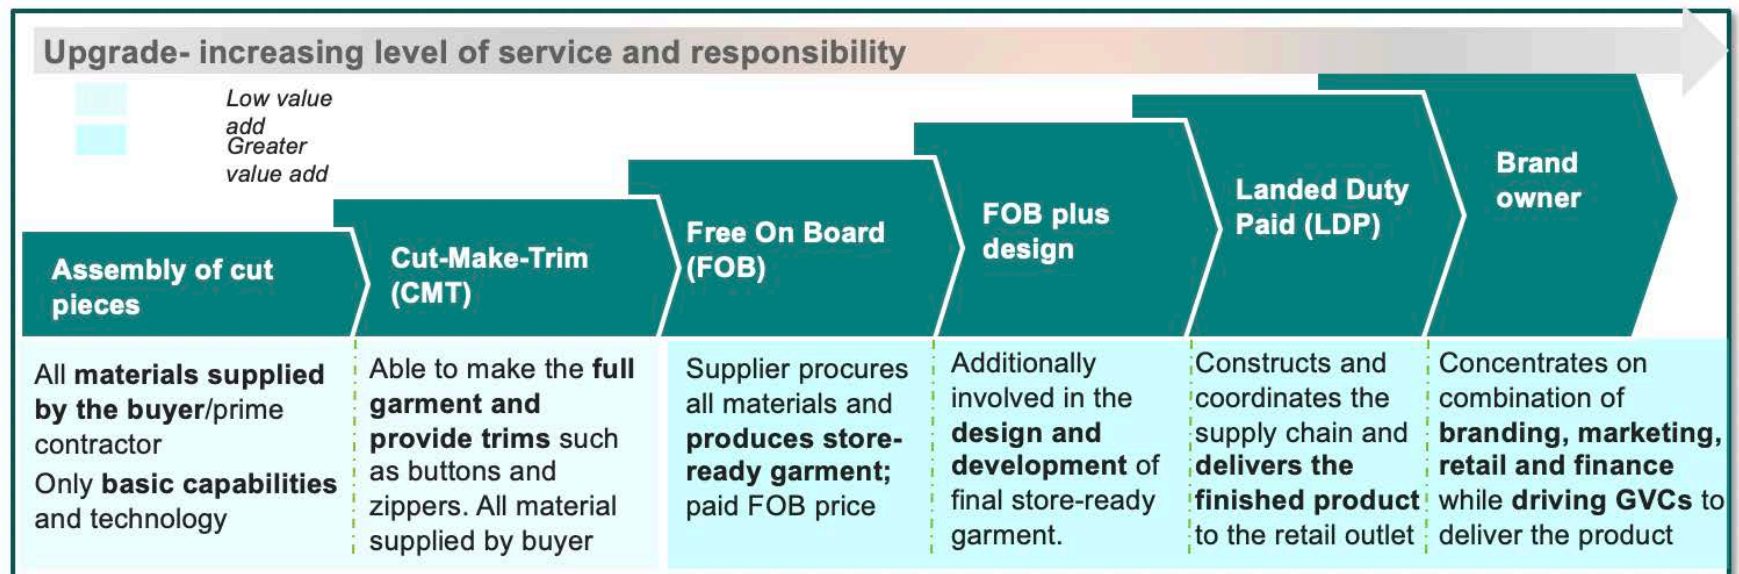 Upgrade- increasing level of service and responsibility
Low value
add
Greater
value add
Assembly of cut
pieces
Cut-Make-Trim
(CMT)
Free On Board
(FOB)
FOB plus
design
Landed Duty
Paid (LDP)
Brand
owner
All materials supplied
by the buyer/prime
contractor
Only basic capabilities
and technology
Able to make the full
garment and
provide trims such
as buttons and
zippers. All material
supplied by buyer
Supplier procures
all materials and
produces store-
ready garment;
paid FOB price
Additionally
involved in the
design and
development of
final store-ready
garment.
Constructs and
coordinates the
supply chain and
delivers the
finished product
to the retail outlet
Concentrates on
combination of
branding, marketing,
retail and finance
while driving GVCs to
deliver the product